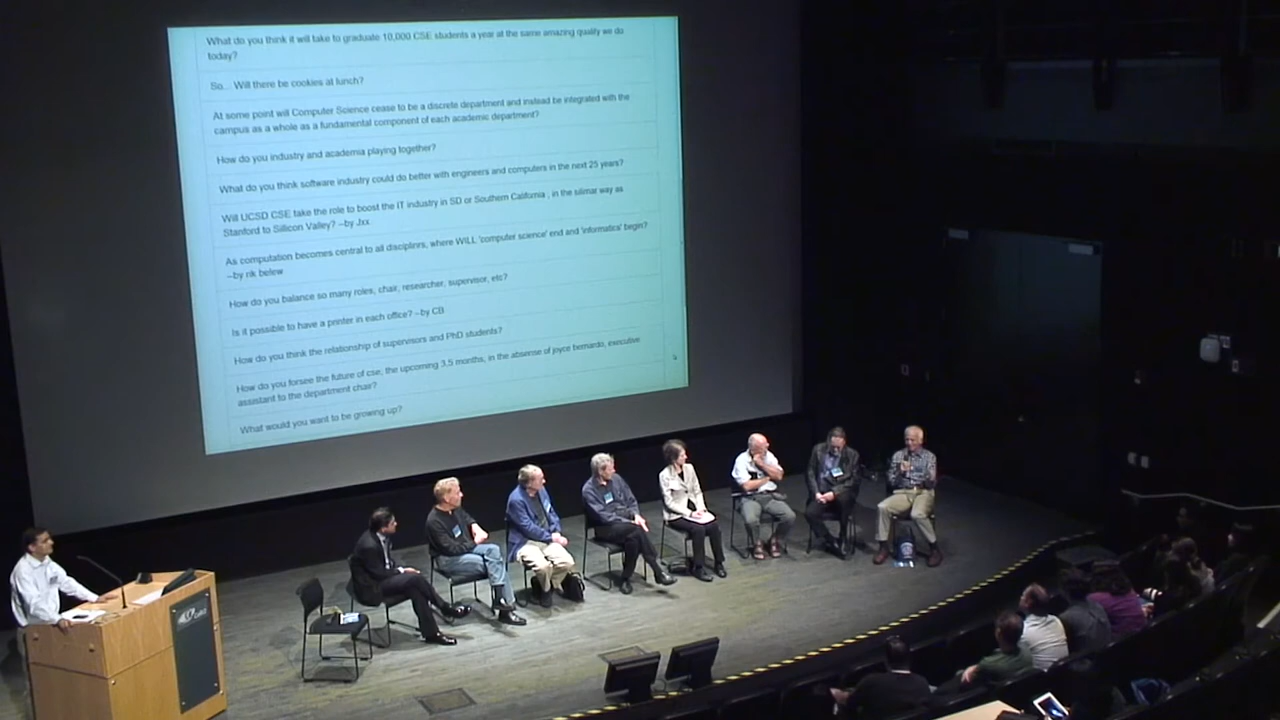 What do you think it will take to graduate 10,000 CSE students a year at the same amazing quality we do
today?
So... Will there be cookies at lunch?
At some point will Computer Science cease to be a discrete department and instead be integrated with the
campus as a whole as a fundamental component of each academic department?
How do you industry and academia playing together?
What do you think software industry could do better with engineers and computers in the next 25 years?
Will UCSD CSE take the role to boost the IT industry in SD or Southern California , in the silimar way as
Stanford to Sillicon Valley? --by Jxx
As computation becomes central to all disciplinrs, where WILL 'computer science' end and 'informatics' begin?
--by rik belew
How do you balance so many roles, chair, researcher, supervisor, etc?
Is it possible to have a printer in each office? --by CB
How do you think the relationship of supervisors and PhD students?
How do you forsee the future of cse, the upcoming 3.5 months, in the absense of joyce bernardo, executive
assistant to the department chair?
What would you want to be growing up?